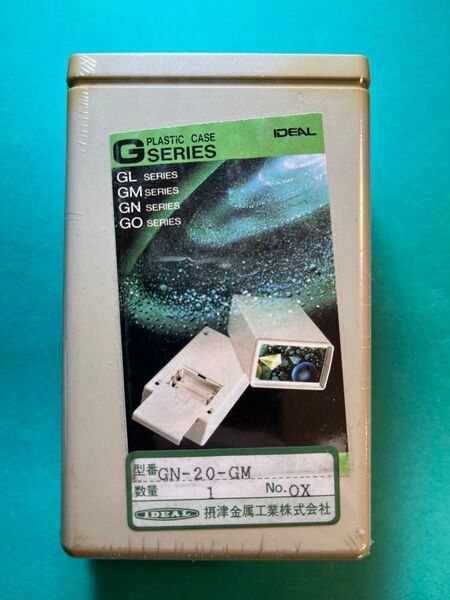 G PLASTIC CASE SERIES
IDEAL
GL SERIES
GM SERIES
GN SERIES
GO SERIES
型番 GN-20-GM
数量 1 No. OX
IDEAL 摂津金属工業株式会社